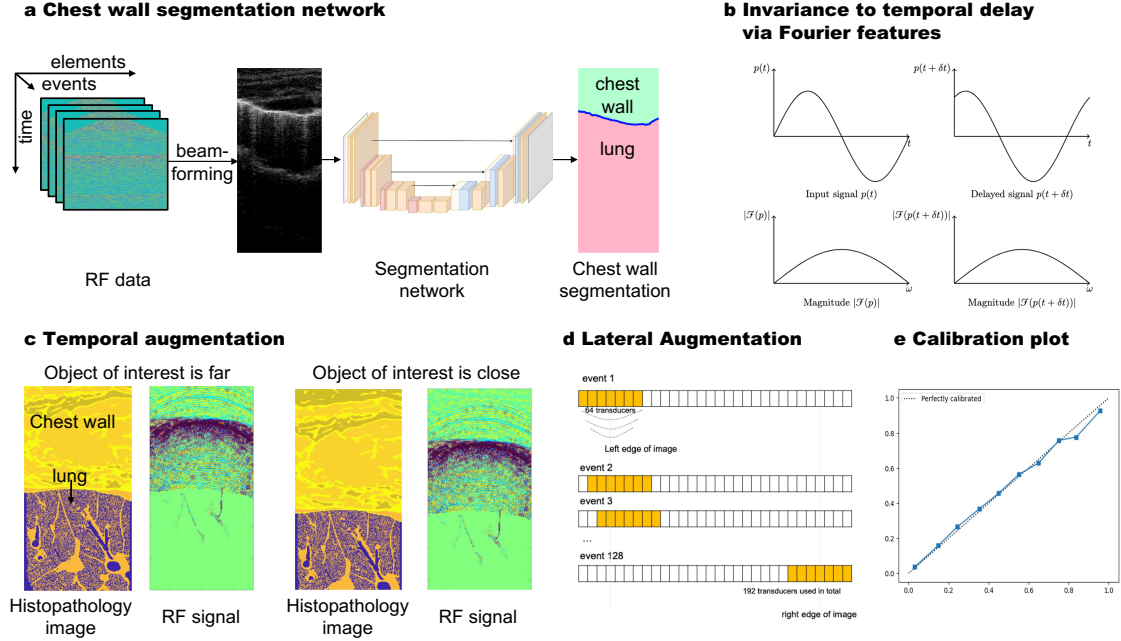 a Chest wall segmentation network
elements
events
time
beam-
forming
chest
wall
lung
RF data
Segmentation
network
Chest wall
segmentation
b Invariance to temporal delay
via Fourier features
p(t)
t
Input signal p(t)
p(t + δt)
t
Delayed signal p(t + δt)
|ℱ(p)|
ω
Magnitude |ℱ(p)|
|ℱ(p(t + δt))|
ω
Magnitude |ℱ(p(t + δt))|
c Temporal augmentation
Object of interest is far
Chest wall
lung
Histopathology
image
RF signal
Object of interest is close
Histopathology
image
RF signal
d Lateral Augmentation
event 1
64 transducers
Left edge of image
event 2
event 3
...
event 128
192 transducers used in total
right edge of image
e Calibration plot
Perfectly calibrated
1.0
0.8
0.6
0.4
0.2
0.0
0.0 0.2 0.4 0.6 0.8 1.0